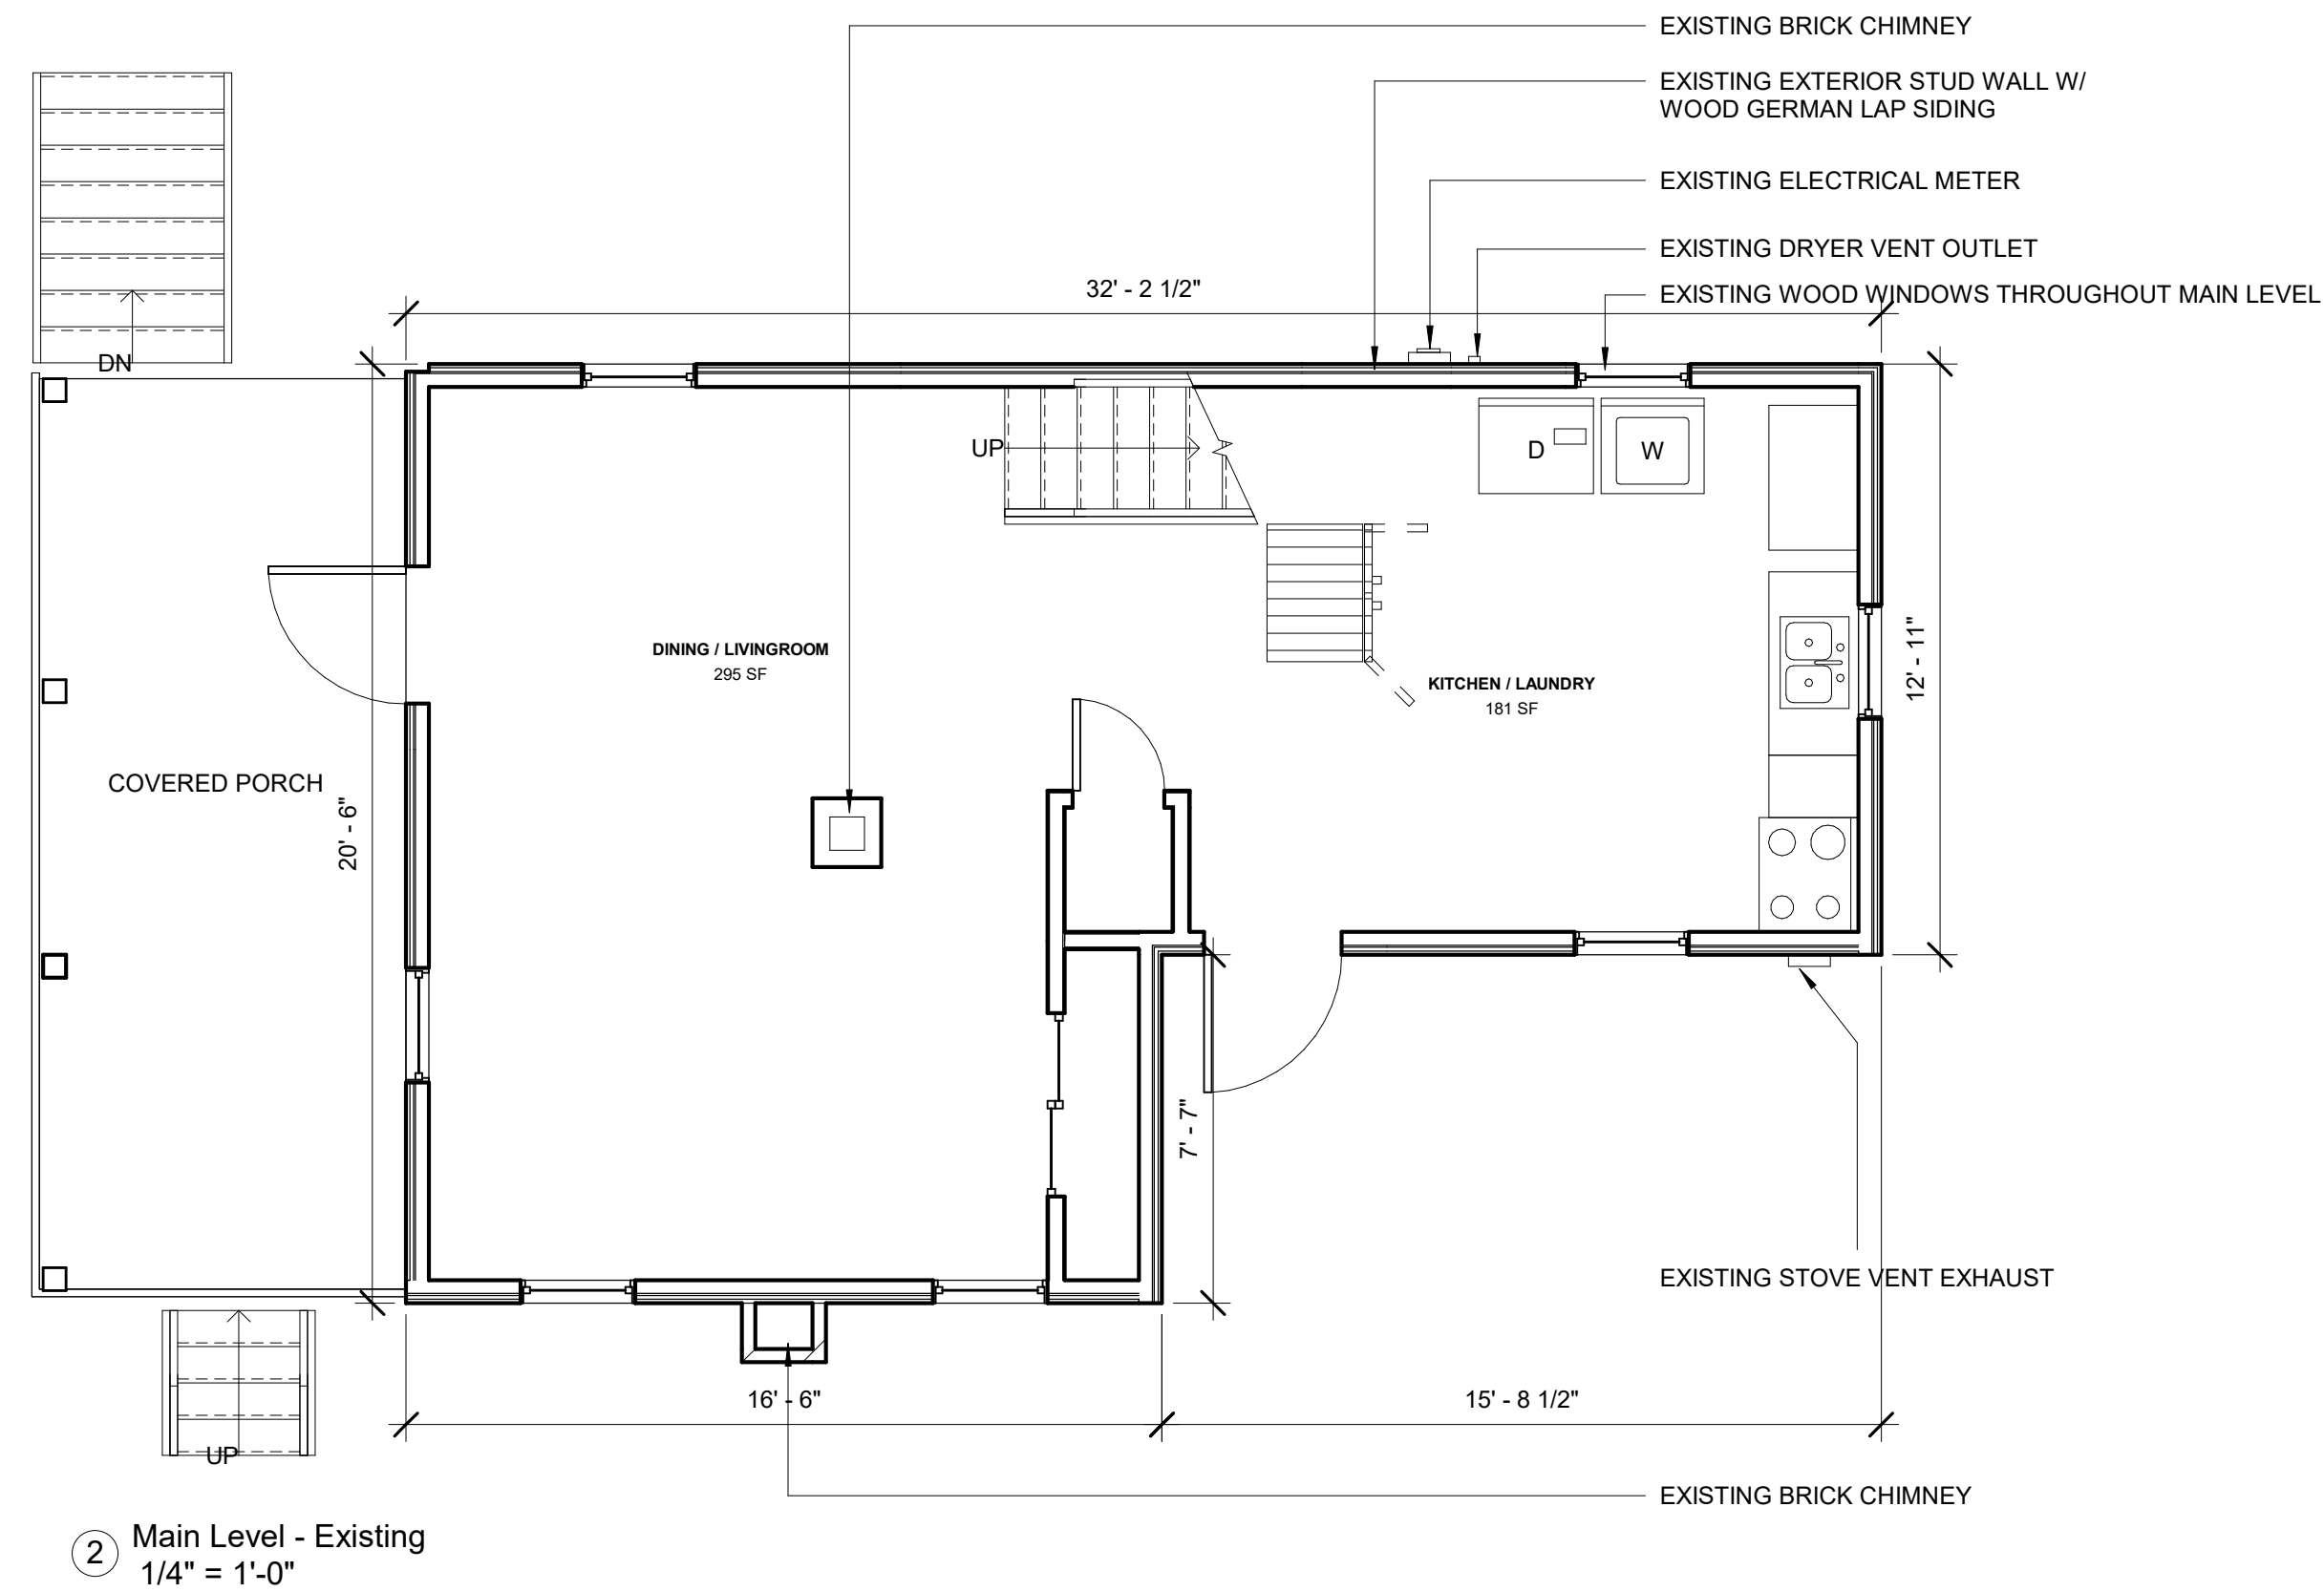 EXISTING BRICK CHIMNEY
EXISTING EXTERIOR STUD WALL W/
WOOD GERMAN LAP SIDING
EXISTING ELECTRICAL METER
EXISTING DRYER VENT OUTLET
32' - 2 1/2"
EXISTING WOOD WINDOWS THROUGHOUT MAIN LEVEL
DN
UP
D
W
DINING / LIVINGROOM
295 SF
KITCHEN / LAUNDRY
181 SF
12' - 11"
COVERED PORCH
20' - 6"
7' - 7"
EXISTING STOVE VENT EXHAUST
16' - 6"
15' - 8 1/2"
UP
EXISTING BRICK CHIMNEY
2
Main Level - Existing
1/4" = 1'-0"